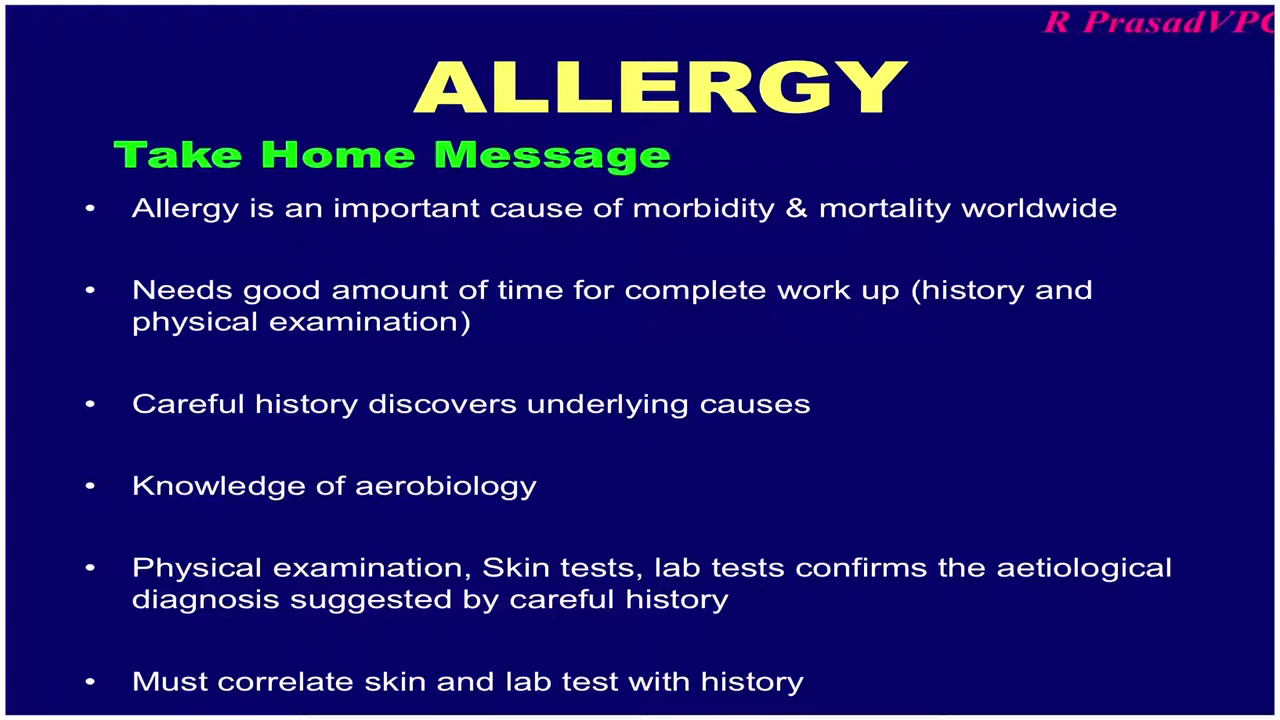 R PrasadVPC
ALLERGY
Take Home Message
• Allergy is an important cause of morbidity & mortality worldwide
• Needs good amount of time for complete work up (history and
physical examination)
• Careful history discovers underlying causes
• Knowledge of aerobiology
• Physical examination, Skin tests, lab tests confirms the aetiological
diagnosis suggested by careful history
• Must correlate skin and lab test with history